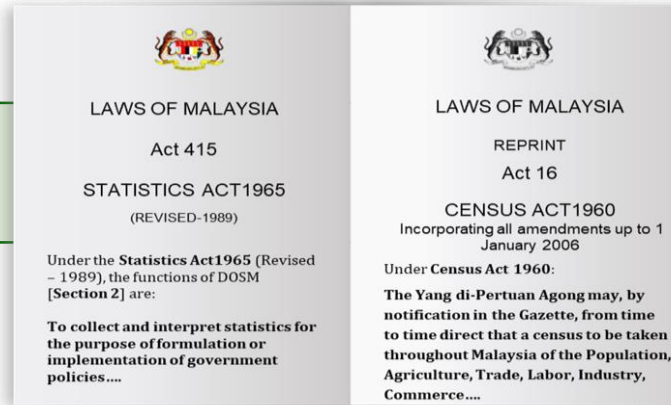 LAWS OF MALAYSIA
Act 415
STATISTICS ACT1965
(REVISED-1989)
Under the Statistics Act1965 (Revised
– 1989), the functions of DOSM
[Section 2] are:
To collect and interpret statistics for
the purpose of formulation or
implementation of government
policies....
LAWS OF MALAYSIA
REPRINT
Act 16
CENSUS ACT1960
Incorporating all amendments up to 1
January 2006
Under Census Act 1960:
The Yang di-Pertuan Agong may, by
notification in the Gazette, from time
to time direct that a census to be taken
throughout Malaysia of the Population,
Agriculture, Trade, Labor, Industry,
Commerce....